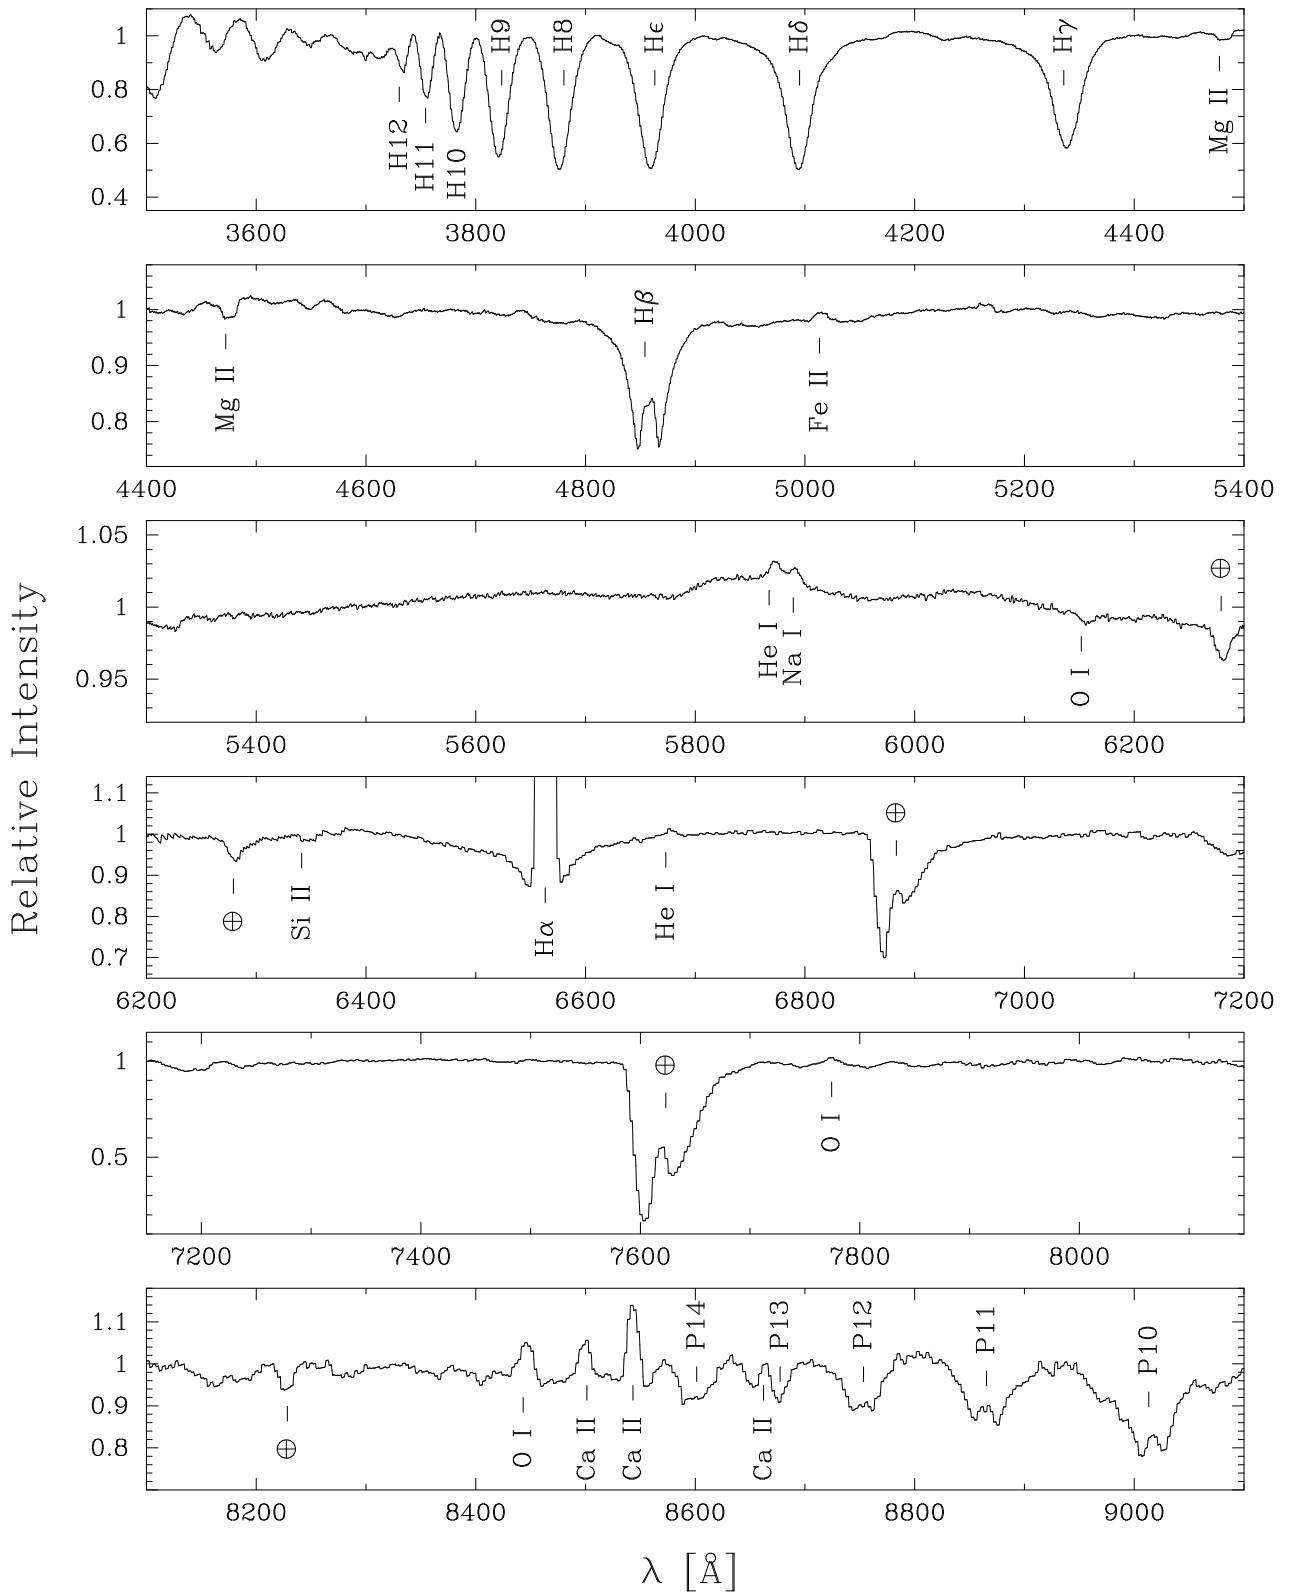 Relative Intensity
1
0.8
0.6
0.4
H12
H11
H10
H9
H8
Hϵ
Hδ
Hγ
Mg II
3600 3800 4000 4200 4400
1
0.9
0.8
Mg II
Hβ
Fe II
4400 4600 4800 5000 5200 5400
1.05
1
0.95
He I
Na I
O I
⊕
5400 5600 5800 6000 6200
1.1
1
0.9
0.8
0.7
⊕
Si II
Hα
He I
⊕
6200 6400 6600 6800 7000 7200
1
0.5
⊕
O I
7200 7400 7600 7800 8000
1.1
1
0.9
0.8
⊕
O I
Ca II
Ca II
P14
Ca II
P13
P12
P11
P10
8200 8400 8600 8800 9000
λ [Å]